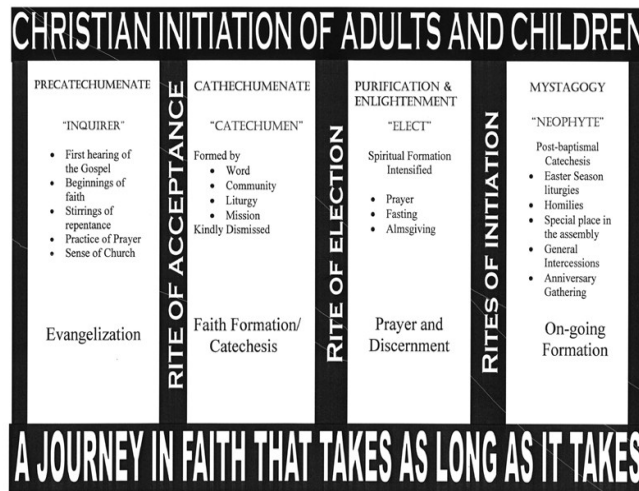 CHRISTIAN INITIATION OF ADULTS AND CHILDREN
PRECATECHUMENATE
"INQUIRER"
• First hearing of
the Gospel
• Beginnings of
faith
• Stirrings of
repentance
• Practice of Prayer
• Sense of Church
Evangelization
RITE OF ACCEPTANCE
CATHECHUMENATE
"CATECHUMEN"
Formed by
• Word
• Community
• Liturgy
• Mission
Kindly Dismissed
Faith Formation/
Catechesis
RITE OF ELECTION
PURIFICATION &
ENLIGHTENMENT
"ELECT"
Spiritual Formation
Intensified
• Prayer
• Fasting
• Almsgiving
Prayer and
Discernment
RITES OF INITIATION
MYSTAGOGY
"NEOPHYTE"
Post-baptismal
Catechesis
• Easter Season
liturgies
• Homilies
• Special place in
the assembly
• General
Intercessions
• Anniversary
Gathering
On-going
Formation
A JOURNEY IN FAITH THAT TAKES AS LONG AS IT TAKES